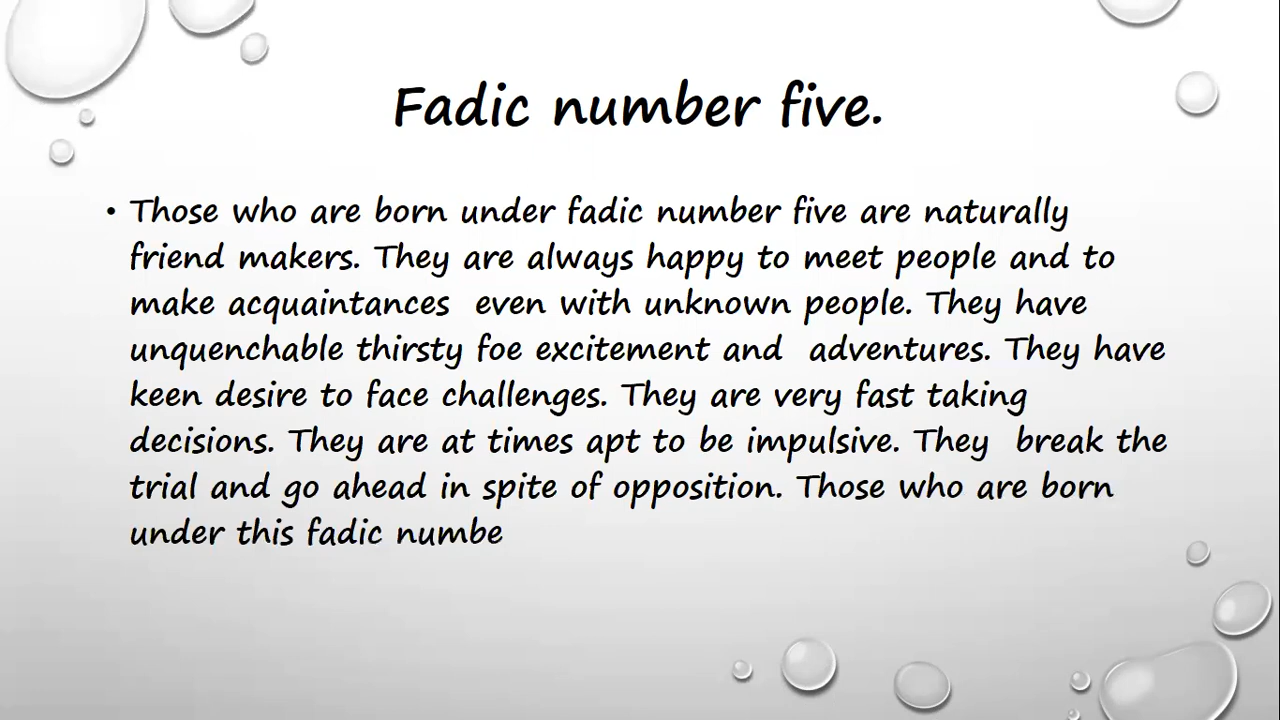 Fadic number five.
• Those who are born under fadic number five are naturally
friend makers. They are always happy to meet people and to
make acquaintances  even with unknown people. They have
unquenchable thirsty foe excitement and  adventures. They have
keen desire to face challenges. They are very fast taking
decisions. They are at times apt to be impulsive. They  break the
trial and go ahead in spite of opposition. Those who are born
under this fadic numbe